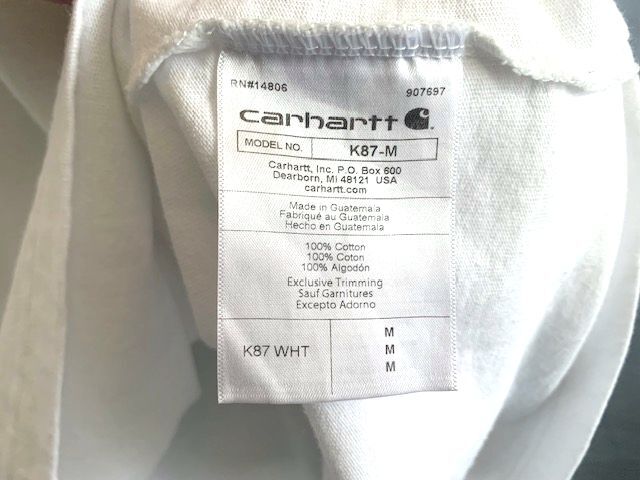 RN#14806 907697
carhartt
MODEL NO. K87-M
Carhartt, Inc. P.O. Box 600
Dearborn, MI 48121 USA
carhartt.com
Made in Guatemala
Fabriqué au Guatemala
Hecho en Guatemala
100% Cotton
100% Coton
100% Algodón
Exclusive Trimming
Sauf Garnitures
Excepto Adorno
K87 WHT
M
M
M